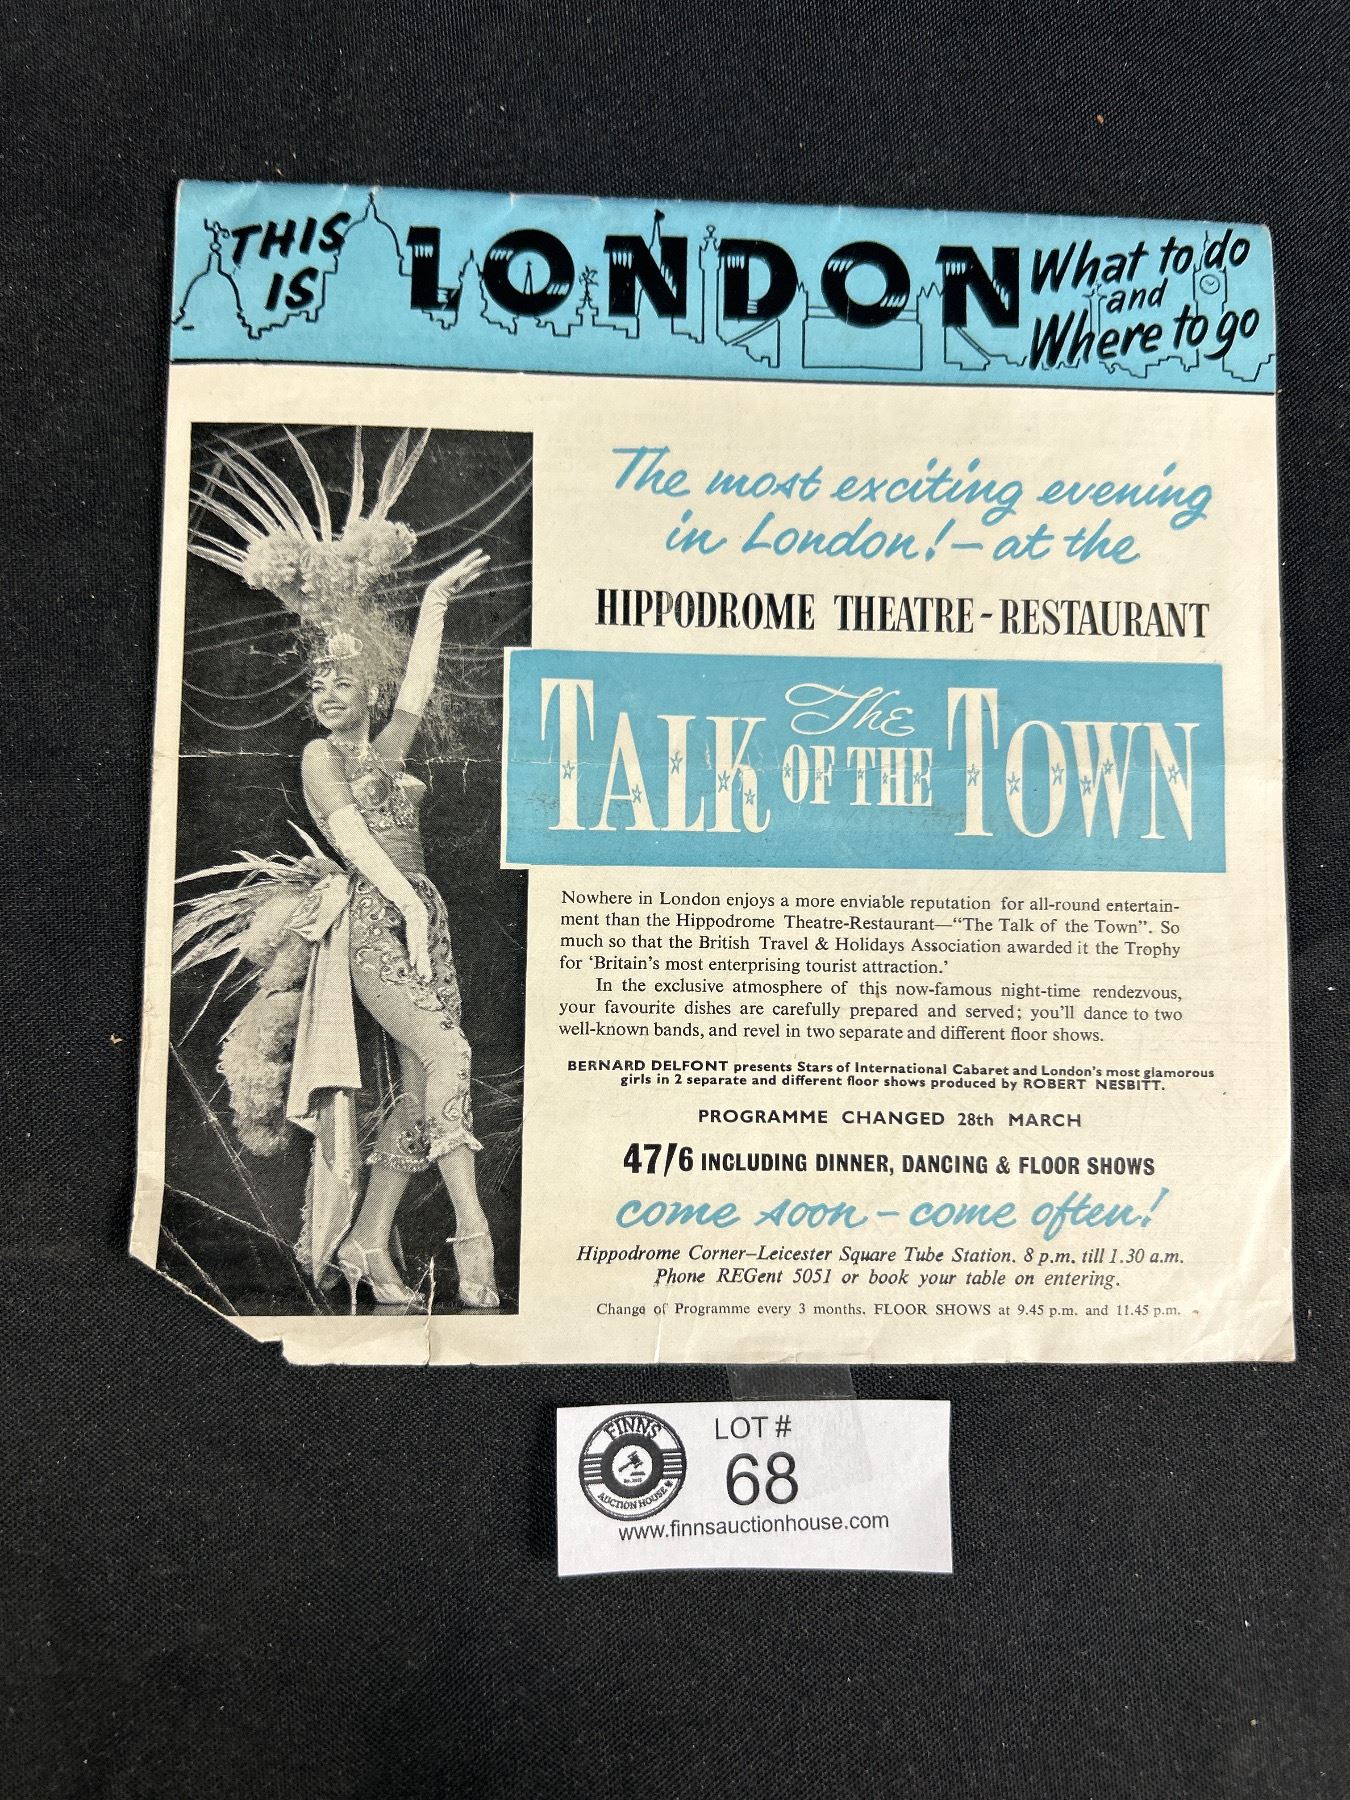 THIS IS LONDON What to do and Where to go
The most exciting evening
in London! – at the
HIPPODROME THEATRE-RESTAURANT
The
TALK OF THE TOWN
Nowhere in London enjoys a more enviable reputation for all-round entertain-
ment than the Hippodrome Theatre-Restaurant—“The Talk of the Town”. So
much so that the British Travel & Holidays Association awarded it the Trophy
for ‘Britain’s most enterprising tourist attraction.’
In the exclusive atmosphere of this now-famous night-time rendezvous,
your favourite dishes are carefully prepared and served; you’ll dance to two
well-known bands, and revel in two separate and different floor shows.
BERNARD DELFONT presents Stars of International Cabaret and London’s most glamorous
girls in 2 separate and different floor shows produced by ROBERT NESBITT.
PROGRAMME CHANGED 28th MARCH
47/6 INCLUDING DINNER, DANCING & FLOOR SHOWS
come soon – come often!
Hippodrome Corner–Leicester Square Tube Station. 8 p.m. till 1.30 a.m.
Phone REGent 5051 or book your table on entering.
Change of Programme every 3 months. FLOOR SHOWS at 9.45 p.m. and 11.45 p.m.
FINNS
AUCTION HOUSE
LOT #
68
www.finnsauctionhouse.com